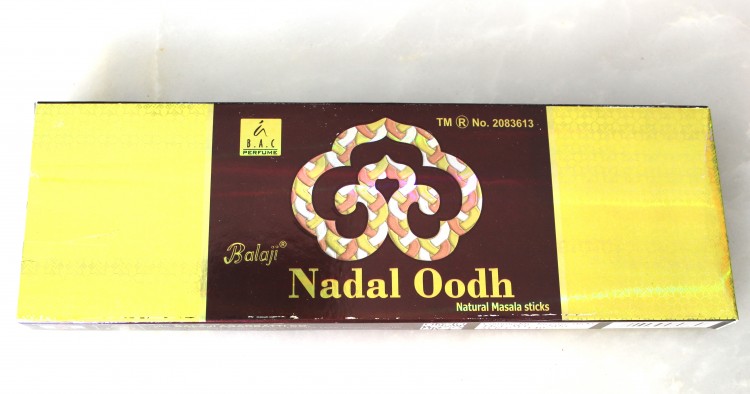 B.A.C
PERFUME
TM ® No. 2083613
Balaji®
Nadal Oodh
Natural Masala sticks